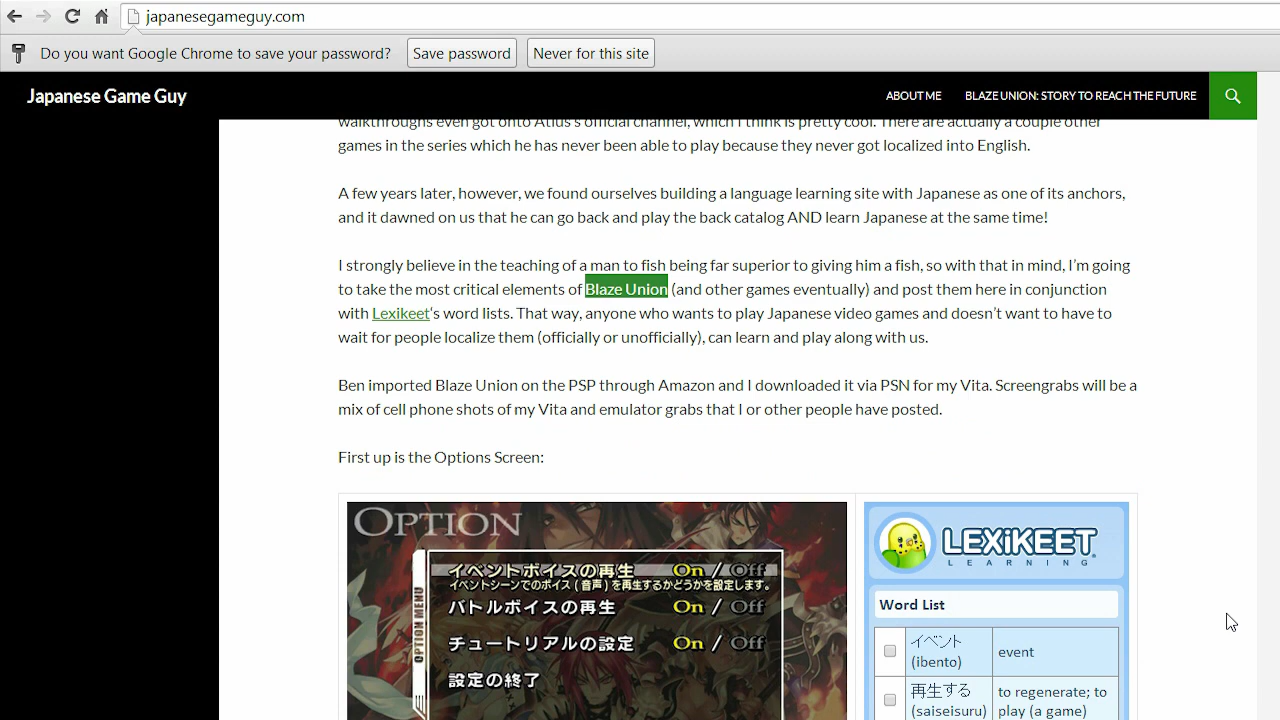 japanesegameguy.com
Do you want Google Chrome to save your password? Save password Never for this site
Japanese Game Guy ABOUT ME BLAZE UNION: STORY TO REACH THE FUTURE
walkthroughs even got onto Atlus's official channel, which I think is pretty cool. There are actually a couple other
games in the series which he has never been able to play because they never got localized into English.
A few years later, however, we found ourselves building a language learning site with Japanese as one of its anchors,
and it dawned on us that he can go back and play the back catalog AND learn Japanese at the same time!
I strongly believe in the teaching of a man to fish being far superior to giving him a fish, so with that in mind, I'm going
to take the most critical elements of Blaze Union (and other games eventually) and post them here in conjunction
with Lexikeet's word lists. That way, anyone who wants to play Japanese video games and doesn't want to have to
wait for people localize them (officially or unofficially), can learn and play along with us.
Ben imported Blaze Union on the PSP through Amazon and I downloaded it via PSN for my Vita. Screengrabs will be a
mix of cell phone shots of my Vita and emulator grabs that I or other people have posted.
First up is the Options Screen:
OPTION
OPTION MENU
イベントボイスの再生 On / Off
イベントシーンでのボイス(音声)を再生するかどうかを設定します。
バトルボイスの再生 On / Off
チュートリアルの設定 On / Off
設定の終了
LEXiKEET
LEARNING
Word List
イベント
(ibento) event
再生する to regenerate; to
(saiseisuru) play (a game)